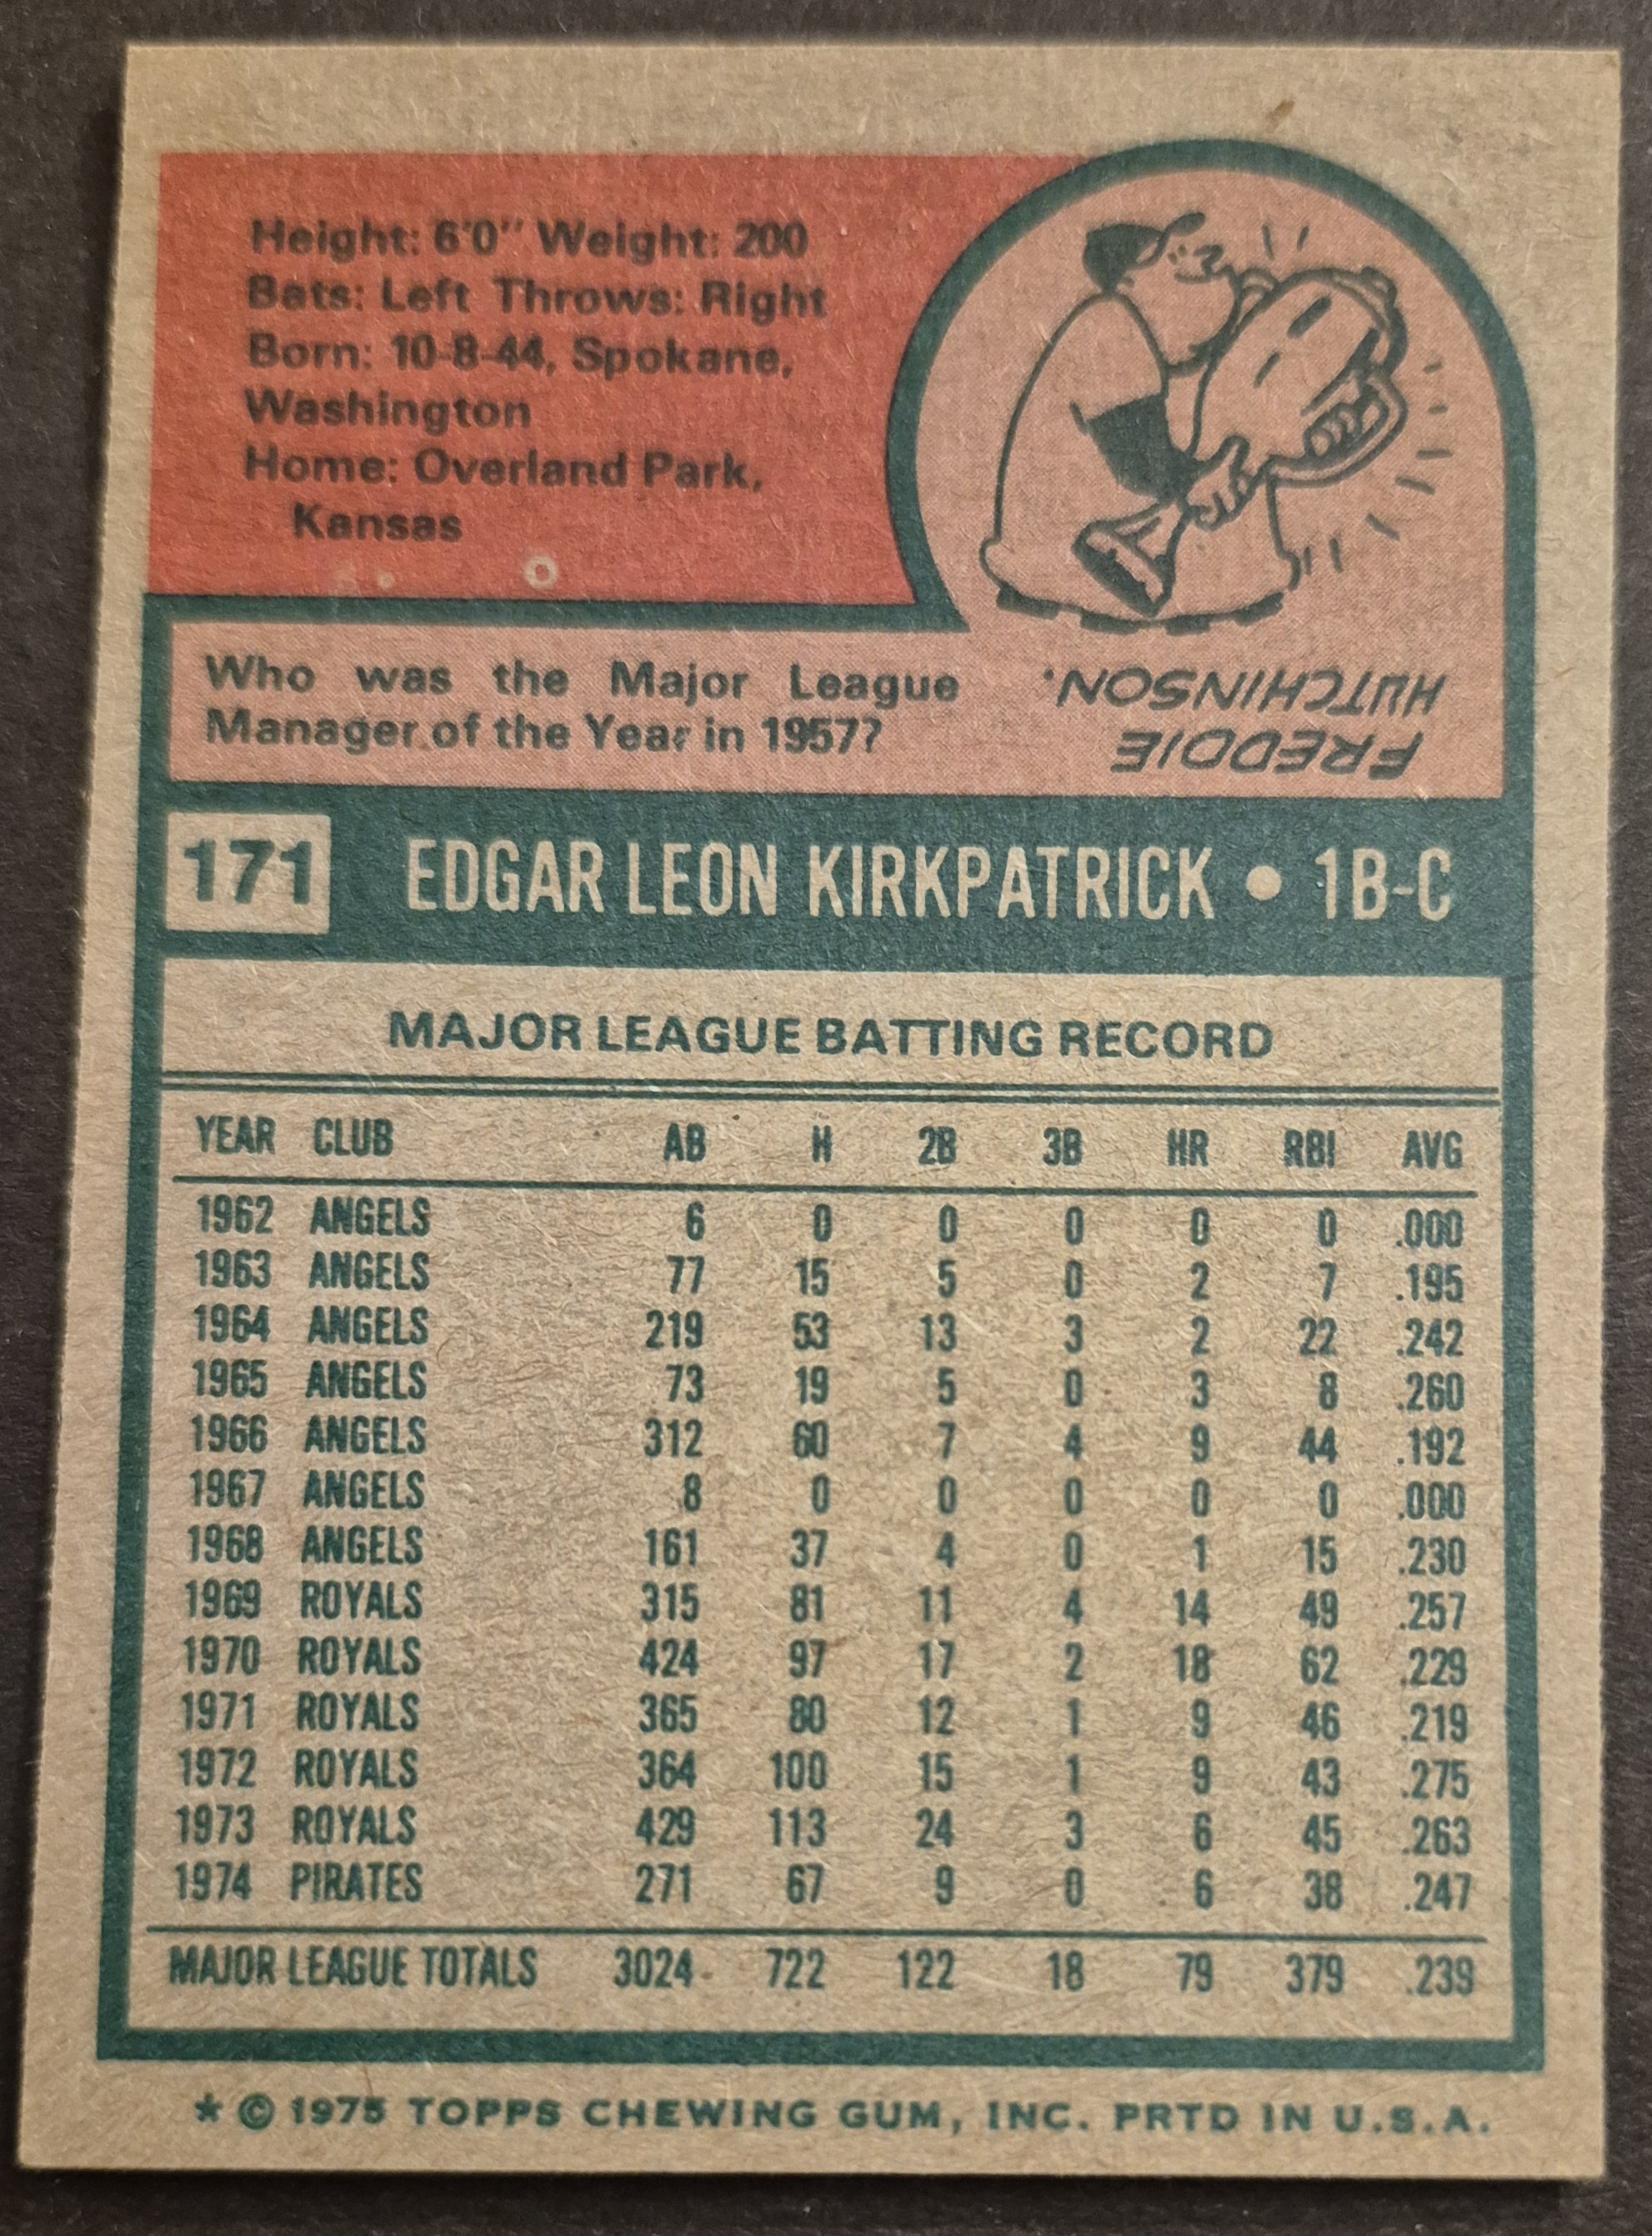 Height: 6'0" Weight: 200
Bats: Left Throws: Right
Born: 10-8-44, Spokane,
Washington
Home: Overland Park,
Kansas
Who was the Major League
Manager of the Year in 1957?
FREDDIE
HUTCHINSON.
171 EDGAR LEON KIRKPATRICK • 1B-C
MAJOR LEAGUE BATTING RECORD
YEAR CLUB AB H 2B 3B HR RBI AVG
1962 ANGELS 6 0 0 0 0 0 .000
1963 ANGELS 77 15 5 0 2 7 .195
1964 ANGELS 219 53 13 3 2 22 .242
1965 ANGELS 73 19 5 0 3 8 .260
1966 ANGELS 312 60 7 4 9 44 .192
1967 ANGELS 8 0 0 0 0 0 .000
1968 ANGELS 161 37 4 0 1 15 .230
1969 ROYALS 315 81 11 4 14 49 .257
1970 ROYALS 424 97 17 2 18 62 .229
1971 ROYALS 365 80 12 1 9 46 .219
1972 ROYALS 364 100 15 1 9 43 .275
1973 ROYALS 429 113 24 3 6 45 .263
1974 PIRATES 271 67 9 0 6 38 .247
MAJOR LEAGUE TOTALS 3024 722 122 18 79 379 .239
* © 1975 TOPPS CHEWING GUM, INC. PRTD IN U.S.A.